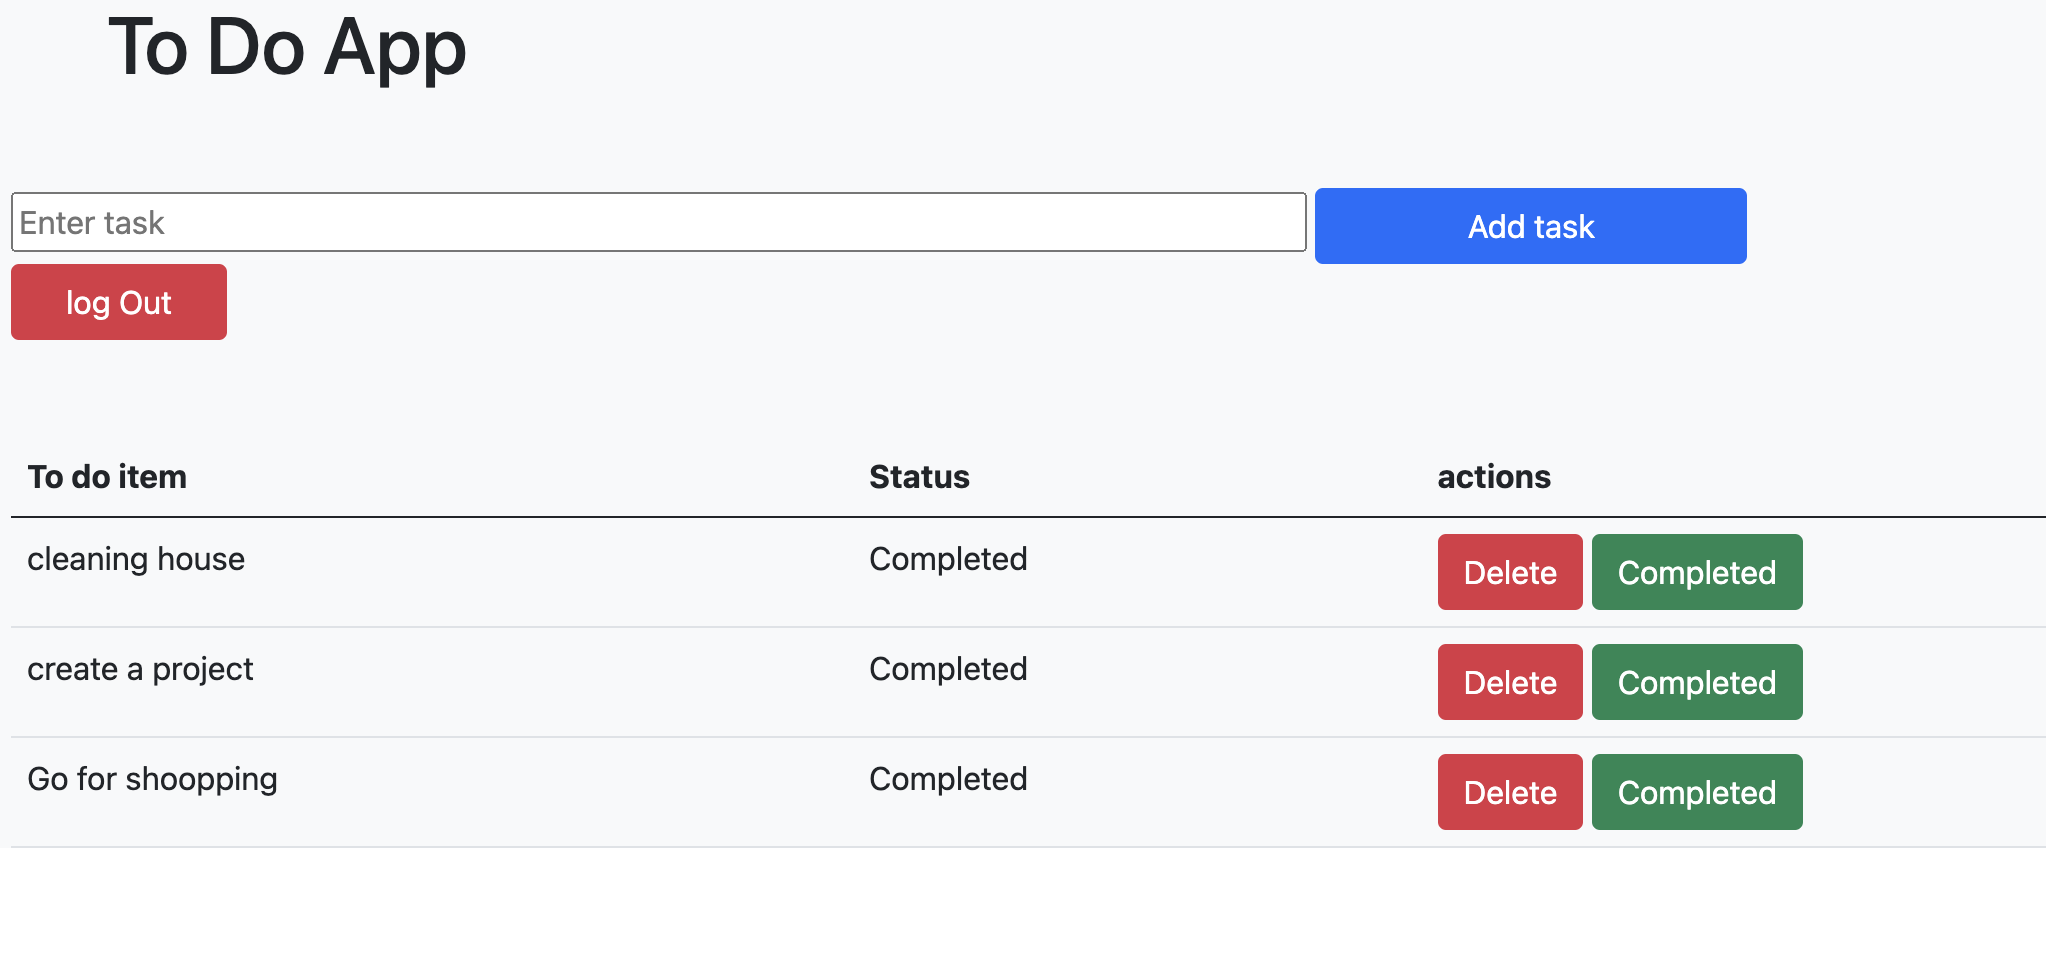 To Do App
Enter task
Add task
log Out
To do item Status actions
cleaning house Completed Delete Completed
create a project Completed Delete Completed
Go for shoopping Completed Delete Completed